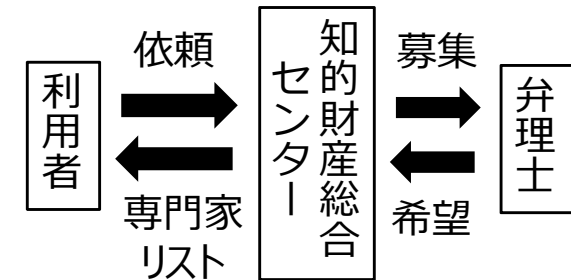 利用者
依頼
専門家
リスト
知的財産総合
センター
募集
希望
弁理士